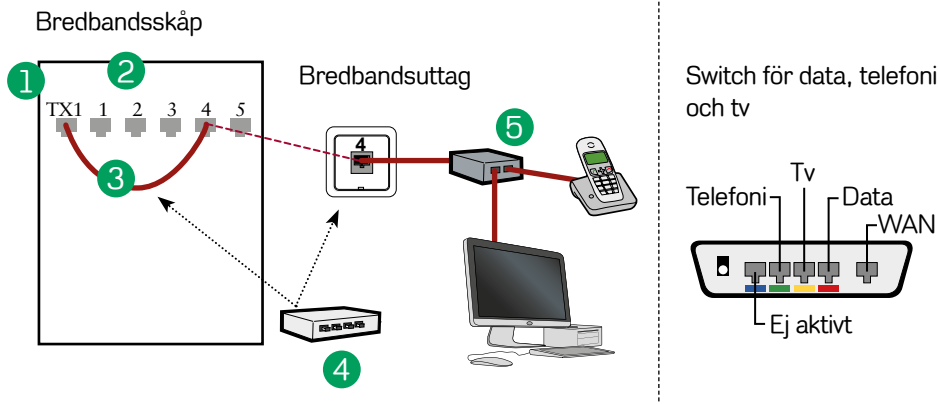 Bredbandsskåp
1
2
TX1 1 2 3 4 5
3
Bredbandsuttag
4
5
4
Switch för data, telefoni
och tv
Tv
Telefoni
Data
WAN
Ej aktivt